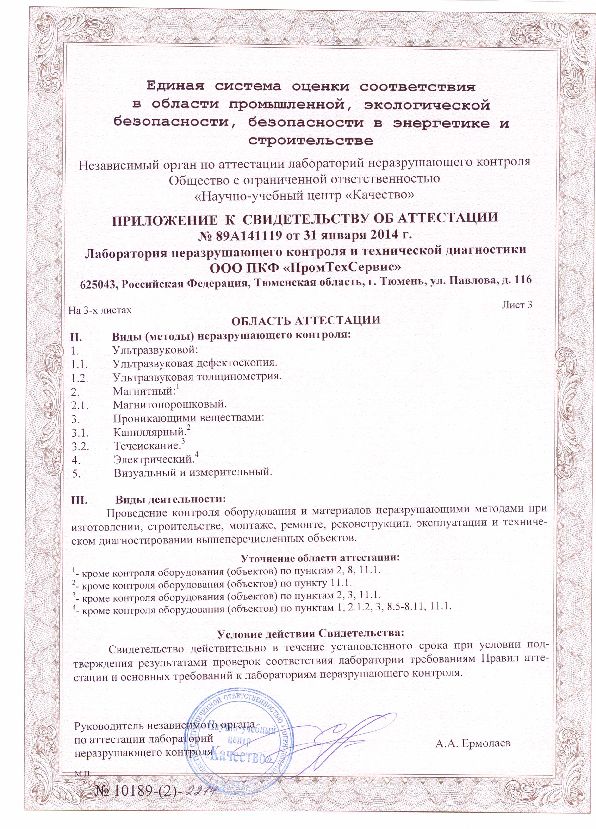 Единая система оценки соответствия
в области промышленной, экологической
безопасности, безопасности в энергетике и
строительстве
Независимый орган по аттестации лабораторий неразрушающего контроля
Общество с ограниченной ответственностью
«Научно-учебный центр «Качество»
ПРИЛОЖЕНИЕ К СВИДЕТЕЛЬСТВУ ОБ АТТЕСТАЦИИ
№ 89А141119 от 31 января 2014 г.
Лаборатория неразрушающего контроля и технической диагностики
ООО ПКФ «ПромТехСервис»
625043, Российская Федерация, Тюменская область, г. Тюмень, ул. Павлова, д. 116
На 3-х листах Лист 3
ОБЛАСТЬ АТТЕСТАЦИИ
II. Виды (методы) неразрушающего контроля:
1. Ультразвуковой:
1.1. Ультразвуковая дефектоскопия.
1.2. Ультразвуковая толщинометрия.
2. Магнитный:1
2.1. Магнитопорошковый.
3. Проникающими веществами:
3.1. Капиллярный.2
3.2. Течеискание.3
4. Электрический.4
5. Визуальный и измерительный.
III. Виды деятельности:
Проведение контроля оборудования и материалов неразрушающими методами при
изготовлении, строительстве, монтаже, ремонте, реконструкции, эксплуатации и техниче-
ском диагностировании вышеперечисленных объектов.
Уточнение области аттестации:
1- кроме контроля оборудования (объектов) по пунктам 2, 8, 11.1.
2- кроме контроля оборудования (объектов) по пункту 11.1.
3- кроме контроля оборудования (объектов) по пунктам 2, 3, 11.1.
4- кроме контроля оборудования (объектов) по пунктам 1, 2.1.2, 3, 8.5-8.11, 11.1.
Условие действия Свидетельства:
Свидетельство действительно в течение установленного срока при условии под-
тверждения результатами проверок соответствия лаборатории требованиям Правил атте-
стации и основных требований к лабораториям неразрушающего контроля.
Руководитель независимого органа
по аттестации лабораторий
неразрушающего контроля
А.А. Ермолаев
учебный
центр
«Качество»
М.П.
№ 10189-(2)-2214